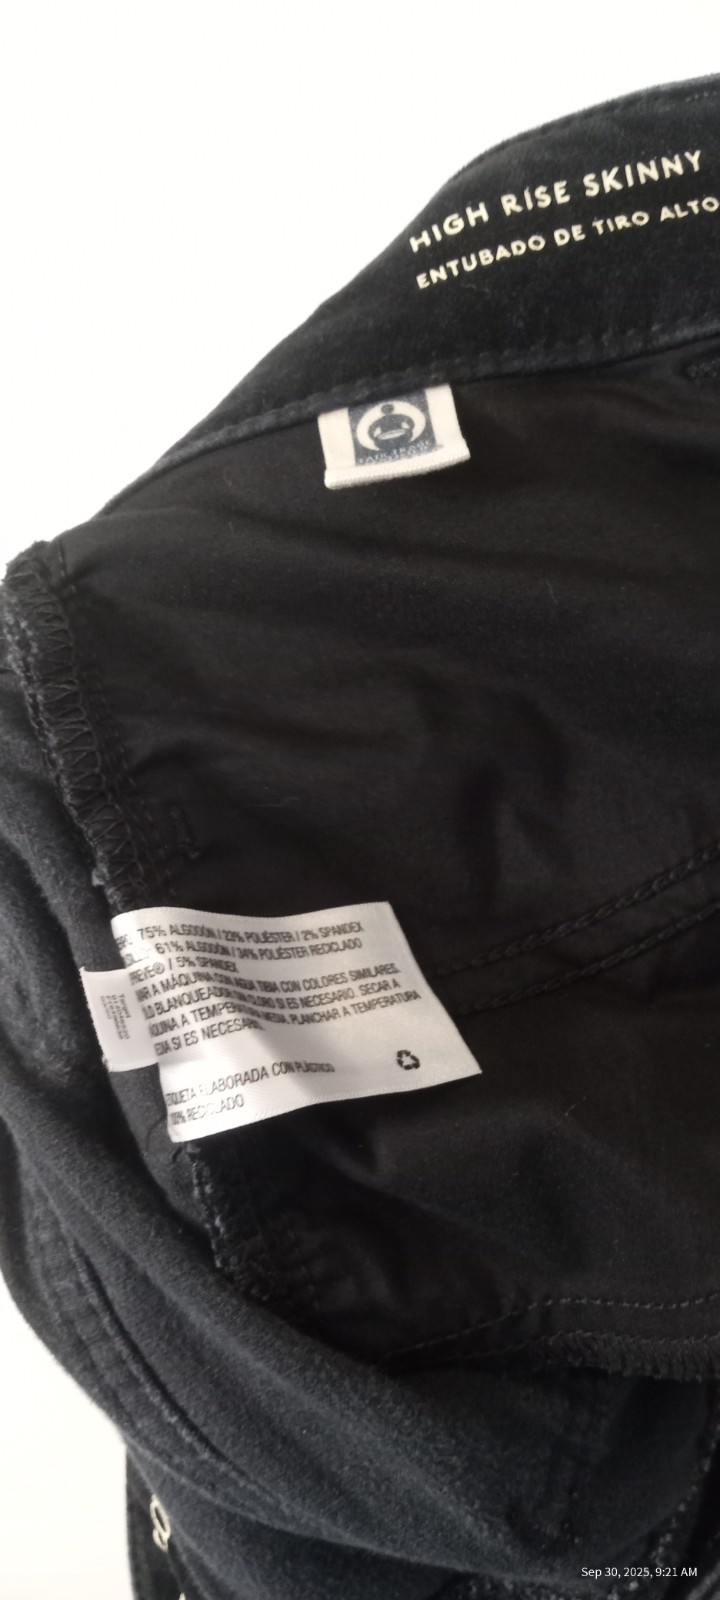 HIGH RISE SKINNY
ENTUBADO DE TIRO ALTO
75% ALGODÓN / 23% POLIÉSTER / 2% SPANDEX
61% ALGODÓN / 34% POLIÉSTER RECICLADO
/ 5% SPANDEX
A MÁQUINA CON AGUA TIBIA CON COLORES SIMILARES.
BLANQUEADOR SIN CLORO SI ES NECESARIO. SECAR A
A TEMPERATURA MEDIA. PLANCHAR A TEMPERATURA
SI ES NECESARIO.
ELABORADA CON PLÁSTICO
100% RECICLADO
Sep 30, 2025, 9:21 AM